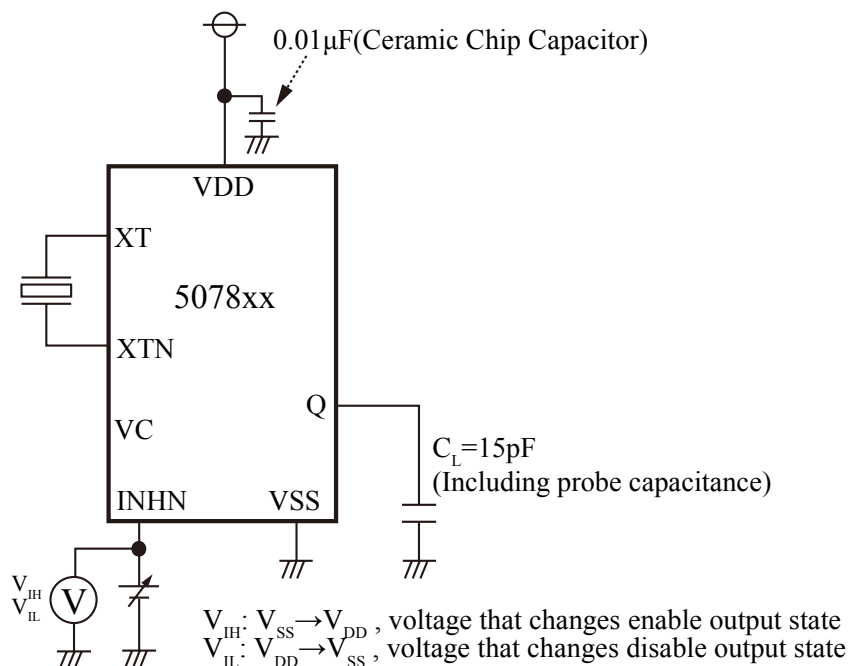 0.01μF(Ceramic Chip Capacitor)
VDD
XT
5078xx
XTN
Q
VC
C_L=15pF
(Including probe capacitance)
INHN
VSS
V_IH
V_IL
V
V_IH: V_SS→V_DD , voltage that changes enable output state
V_IL: V_DD→V_SS , voltage that changes disable output state